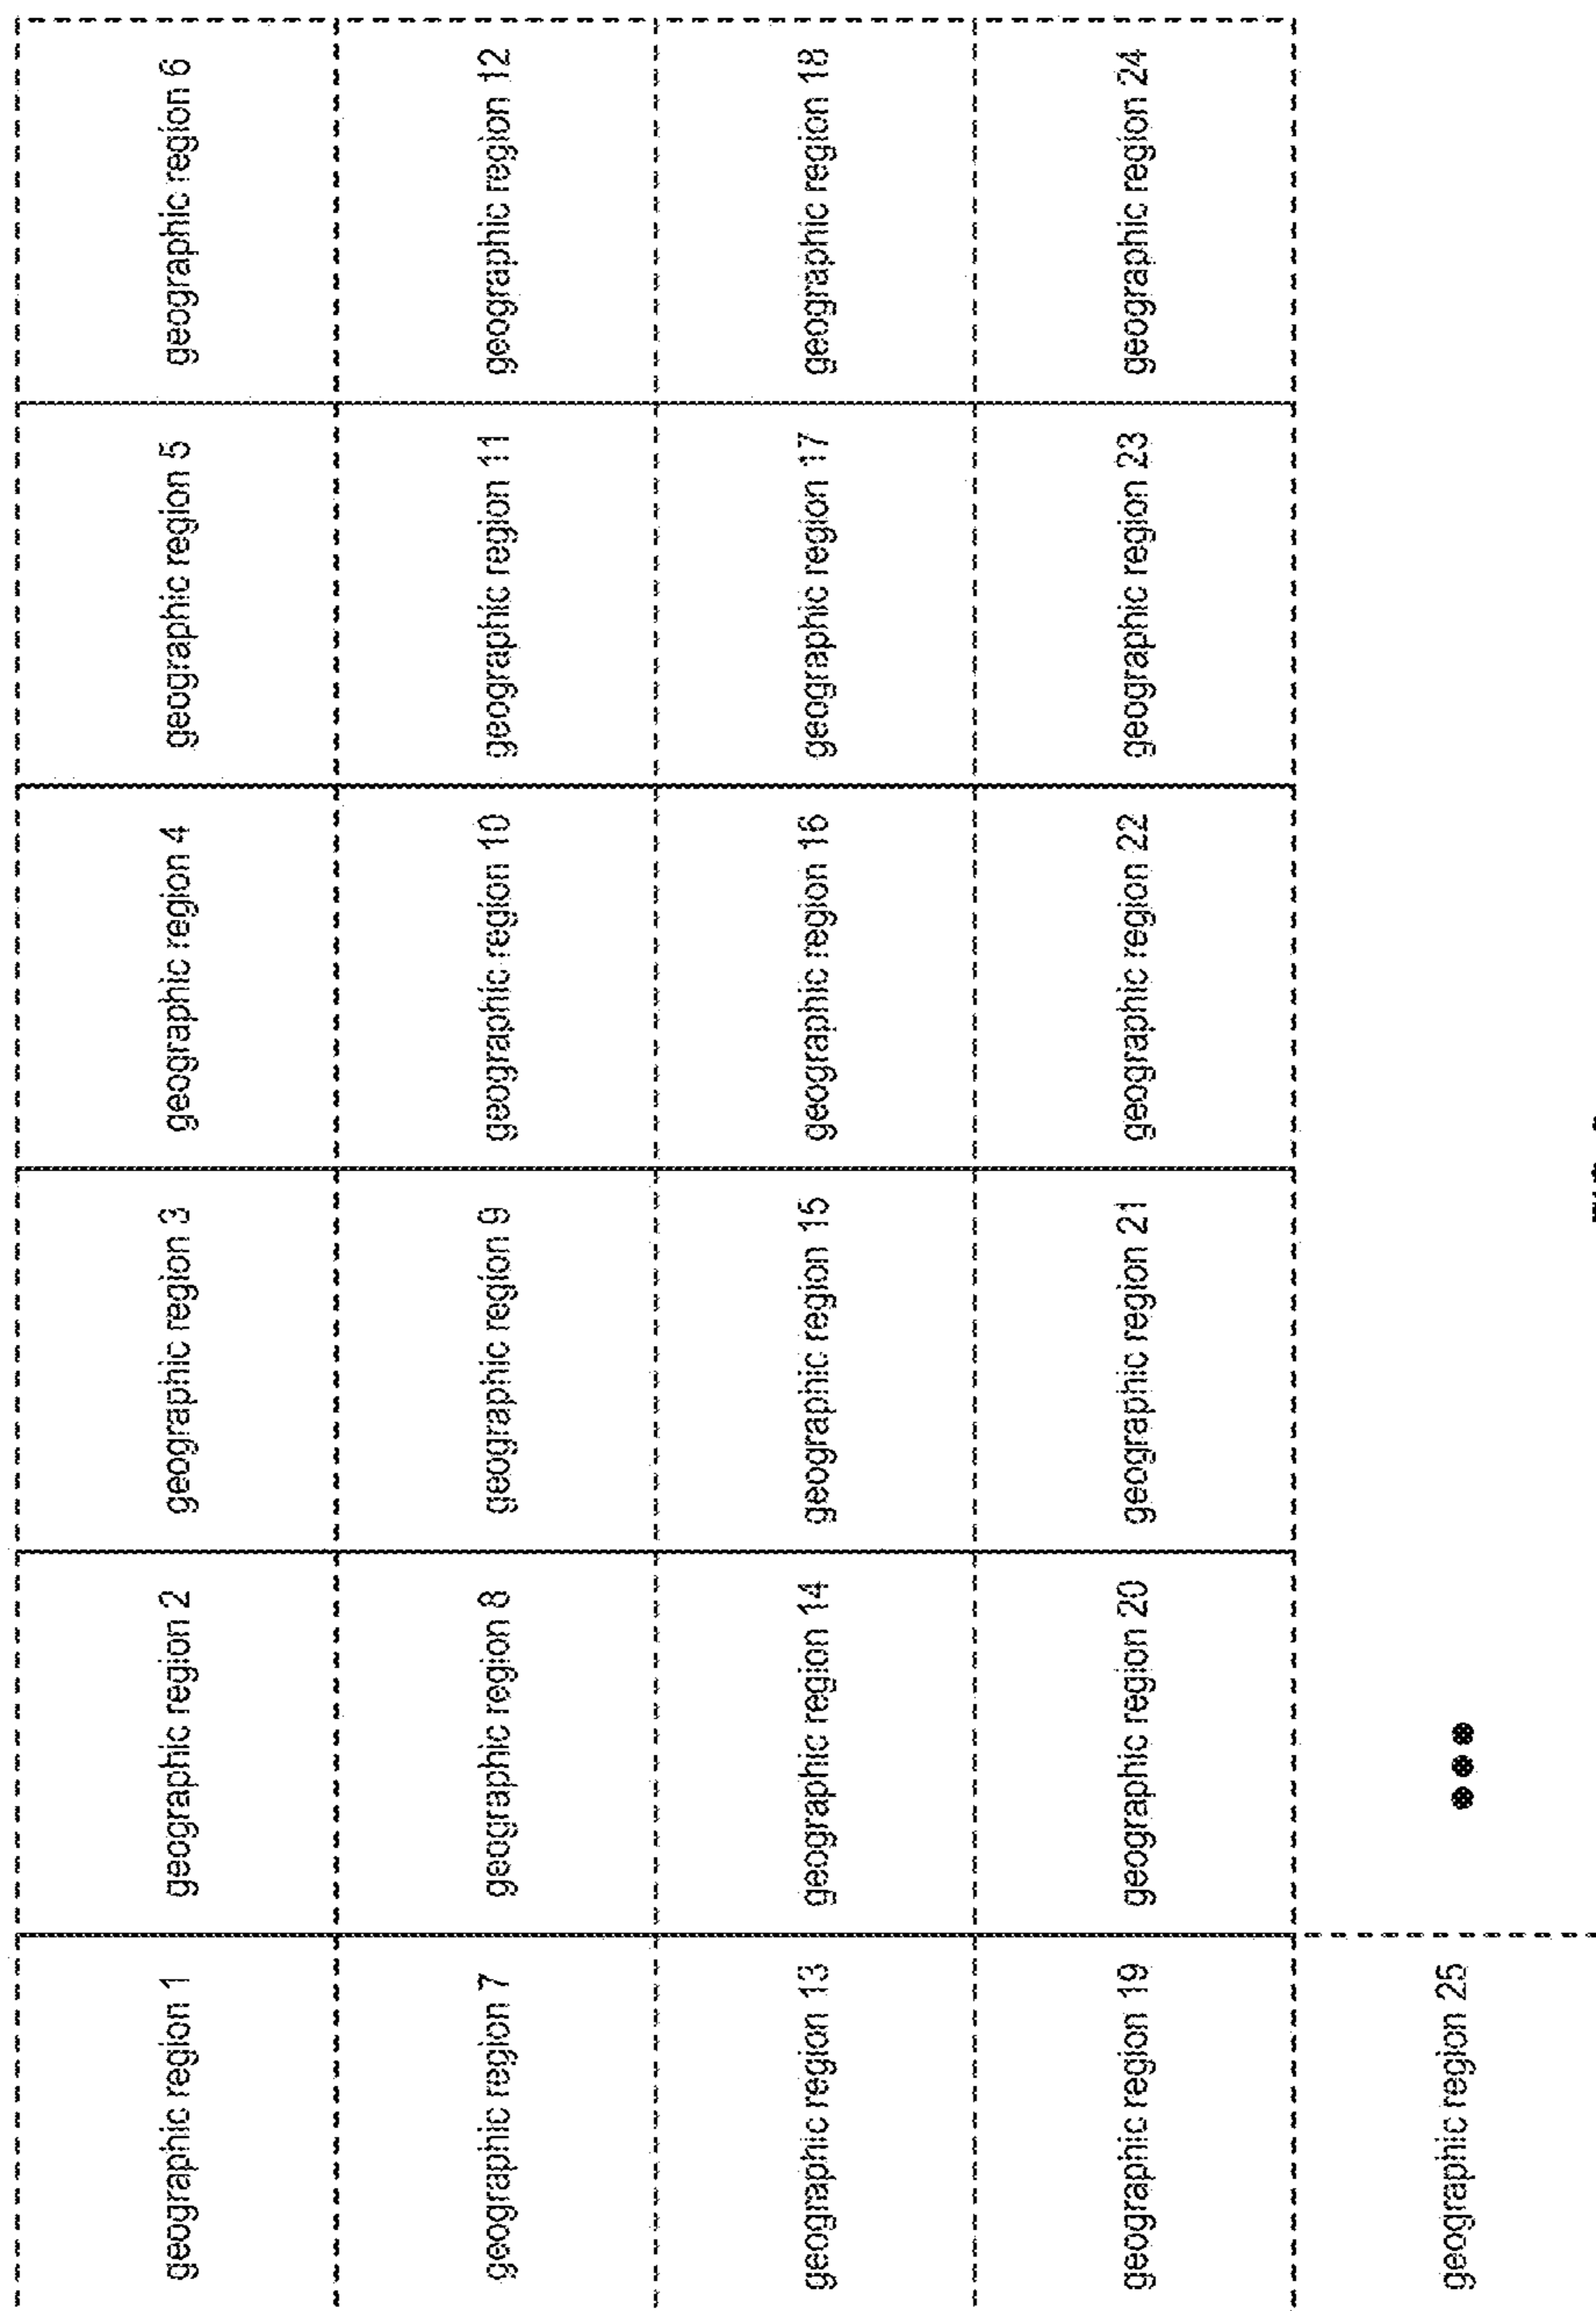 geographic region 1
geographic region 2
geographic region 3
geographic region 4
geographic region 5
geographic region 6
geographic region 7
geographic region 8
geographic region 9
geographic region 10
geographic region 11
geographic region 12
geographic region 13
geographic region 14
geographic region 15
geographic region 16
geographic region 17
geographic region 18
geographic region 19
geographic region 20
geographic region 21
geographic region 22
geographic region 23
geographic region 24
geographic region 25